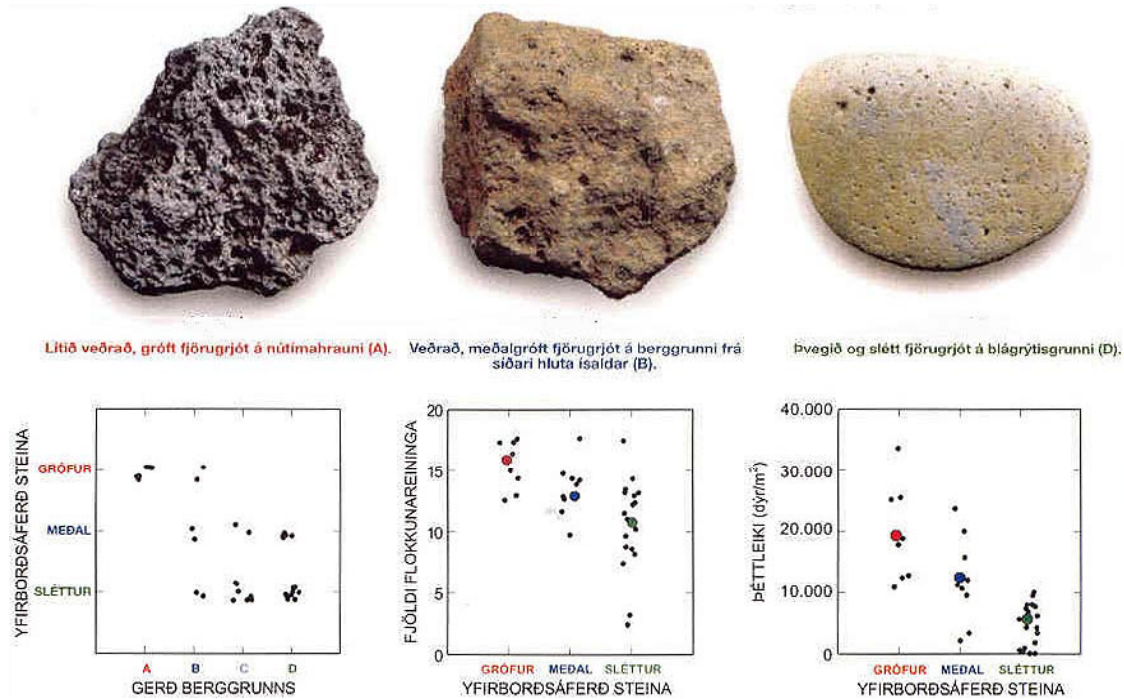 Lítið veðrað, gróft fjörugrjót á nútímahrauni (A).
Veðrað, meðalgróft fjörugrjót á berggrunni frá
síðari hluta ísaldar (B).
Þvegið og slétt fjörugrjót á blágrýtisgrunni (D).
YFIRBORÐSÁFERÐ STEINA
GRÓFUR
MEÐAL
SLÉTTUR
A B C D
GERÐ BERGGRUNNS
FJÖLDI FLOKKUNAREININGA
20
15
10
5
0
GRÓFUR MEÐAL SLÉTTUR
YFIRBORÐSÁFERÐ STEINA
ÞÉTTLEIKI (dýr/m²)
40.000
30.000
20.000
10.000
0
GRÓFUR MEÐAL SLÉTTUR
YFIRBORÐSÁFERÐ STEINA